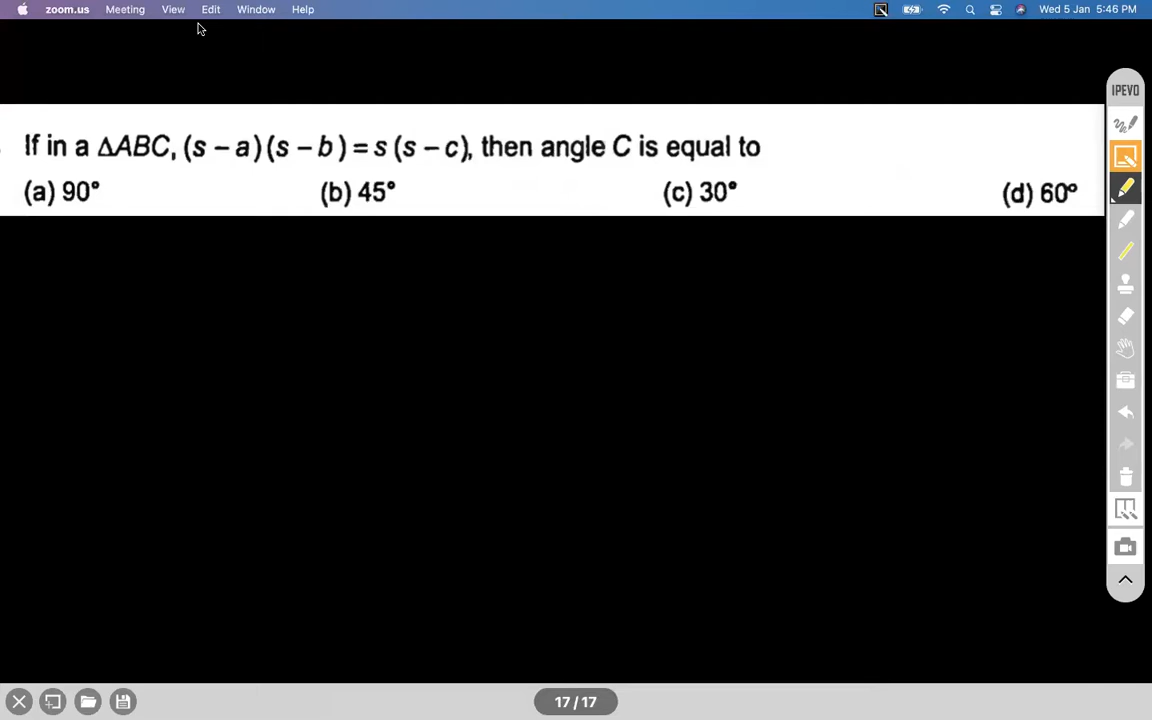 zoom.us Meeting View Edit Window Help Wed 5 Jan 5:46 PM
IPEVO
If in a ΔABC, (s – a) (s – b) = s (s – c), then angle C is equal to
(a) 90° (b) 45° (c) 30° (d) 60°
17/17